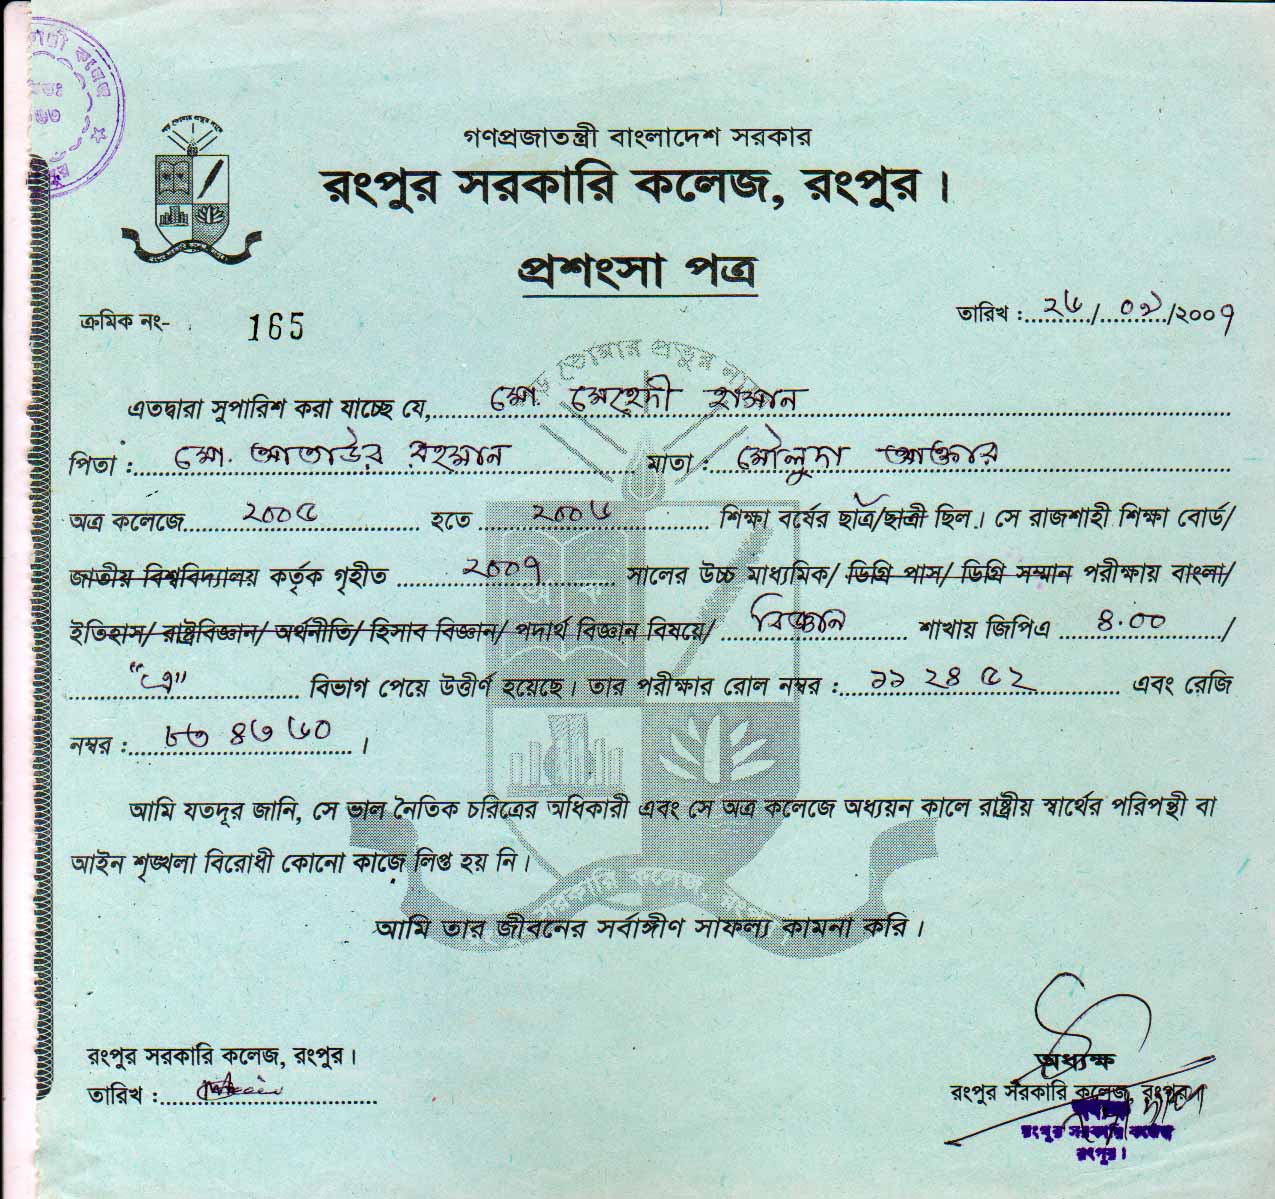 গণপ্রজাতন্ত্রী বাংলাদেশ সরকার
রংপুর সরকারি কলেজ, রংপুর।
প্রশংসা পত্র
ক্রমিক নং- 165
তারিখ : ২৬/০৯/২০০৭
এতদ্বারা সুপারিশ করা যাচ্ছে যে, মো. মেহেদী হাসান
পিতা : মো. আতাউর রহমান মাতা : মৌলুদা আক্তার
অত্র কলেজে ২০০৫ হতে ২০০৬ শিক্ষা বর্ষের ছাত্র/ছাত্রী ছিল। সে রাজশাহী শিক্ষা বোর্ড/
জাতীয় বিশ্ববিদ্যালয় কর্তৃক গৃহীত ২০০৭ সালের উচ্চ মাধ্যমিক/ ডিগ্রি পাস/ ডিগ্রি সম্মান পরীক্ষায় বাংলা/
ইতিহাস/ রাষ্ট্রবিজ্ঞান/ অর্থনীতি/ হিসাব বিজ্ঞান/ পদার্থ বিজ্ঞান বিষয়ে/ বিজ্ঞান শাখায় জিপিএ ৪.০০ /
"এ" বিভাগ পেয়ে উত্তীর্ণ হয়েছে। তার পরীক্ষার রোল নম্বর : ১১২৪৫২ এবং রেজি
নম্বর : ৮৩৪৬৬০ ।
আমি যতদূর জানি, সে ভাল নৈতিক চরিত্রের অধিকারী এবং সে অত্র কলেজে অধ্যয়ন কালে রাষ্ট্রীয় স্বার্থের পরিপন্থী বা
আইন শৃঙ্খলা বিরোধী কোনো কাজে লিপ্ত হয় নি।
আমি তার জীবনের সর্বাঙ্গীণ সাফল্য কামনা করি।
রংপুর সরকারি কলেজ, রংপুর।
তারিখ :
অধ্যক্ষ
রংপুর সরকারি কলেজ, রংপুর।
রংপুর সরকারি কলেজ
রংপুর।